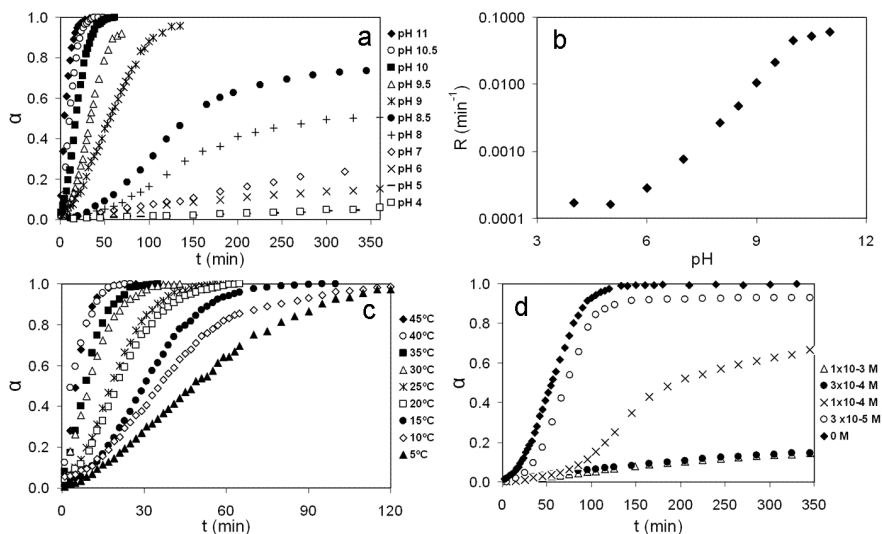 a
α
1.0
0.8
0.6
0.4
0.2
0.0
0 50 100 150 200 250 300 350
t (min)
pH 11
pH 10.5
pH 10
pH 9.5
pH 9
pH 8.5
pH 8
pH 7
pH 6
pH 5
pH 4
b
R (min⁻¹)
0.1000
0.0100
0.0010
0.0001
3 6 9 12
pH
c
α
1.0
0.8
0.6
0.4
0.2
0.0
0 30 60 90 120
t (min)
45ºC
40ºC
35ºC
30ºC
25ºC
20ºC
15ºC
10ºC
5ºC
d
α
1.0
0.8
0.6
0.4
0.2
0.0
0 50 100 150 200 250 300 350
t (min)
1x10-3 M
3x10-4 M
1x10-4 M
3 x10-5 M
0 M